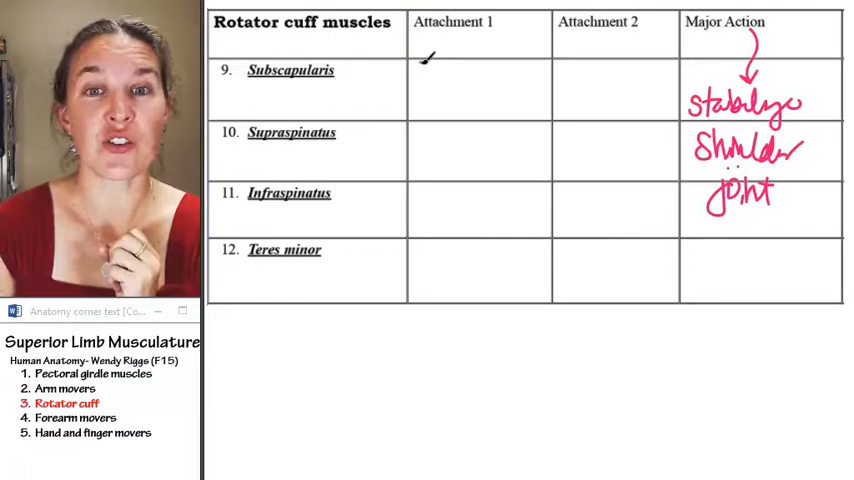 Rotator cuff muscles Attachment 1 Attachment 2 Major Action
9. Subscapularis
stabilize
10. Supraspinatus
shoulder
11. Infraspinatus
joint
12. Teres minor
Anatomy corner text [Co...
Superior Limb Musculature
Human Anatomy- Wendy Riggs (F15)
1. Pectoral girdle muscles
2. Arm movers
3. Rotator cuff
4. Forearm movers
5. Hand and finger movers